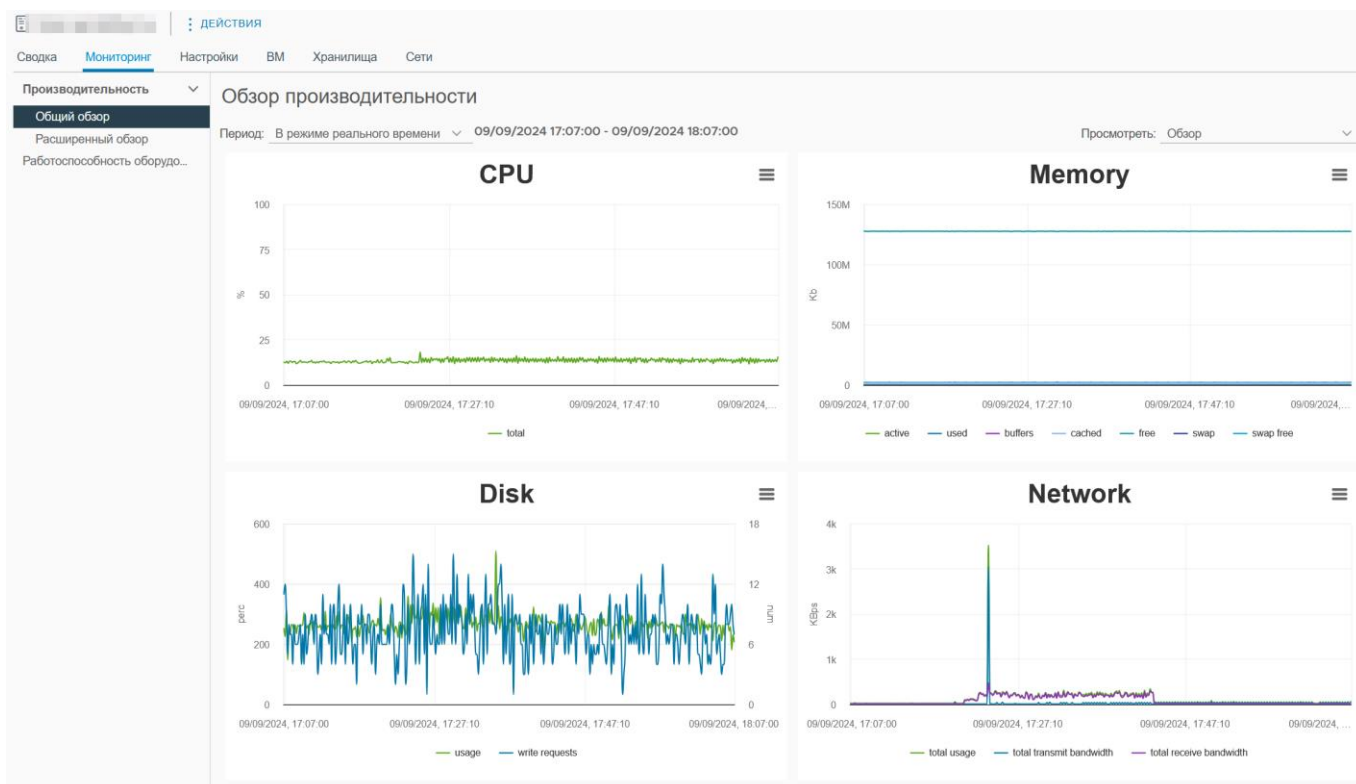 ДЕЙСТВИЯ
Сводка Мониторинг Настройки ВМ Хранилища Сети
Производительность
Общий обзор
Расширенный обзор
Работоспособность оборудо...
Обзор производительности
Период: В режиме реального времени 09/09/2024 17:07:00 - 09/09/2024 18:07:00
Просмотреть: Обзор
CPU
100
75
50
25
0
%
09/09/2024, 17:07:00 09/09/2024, 17:27:10 09/09/2024, 17:47:10 09/09/2024,...
total
Memory
150M
100M
50M
0
Kb
09/09/2024, 17:07:00 09/09/2024, 17:27:10 09/09/2024, 17:47:10 09/09/2024,...
active used buffers cached free swap swap free
Disk
600
400
200
0
perc
18
12
6
0
num
09/09/2024, 17:07:00 09/09/2024, 17:27:10 09/09/2024, 17:47:10 09/09/2024, 18:07:00
usage write requests
Network
4k
3k
2k
1k
0
KBps
09/09/2024, 17:07:00 09/09/2024, 17:27:10 09/09/2024, 17:47:10 09/09/2024, ...
total usage total transmit bandwidth total receive bandwidth